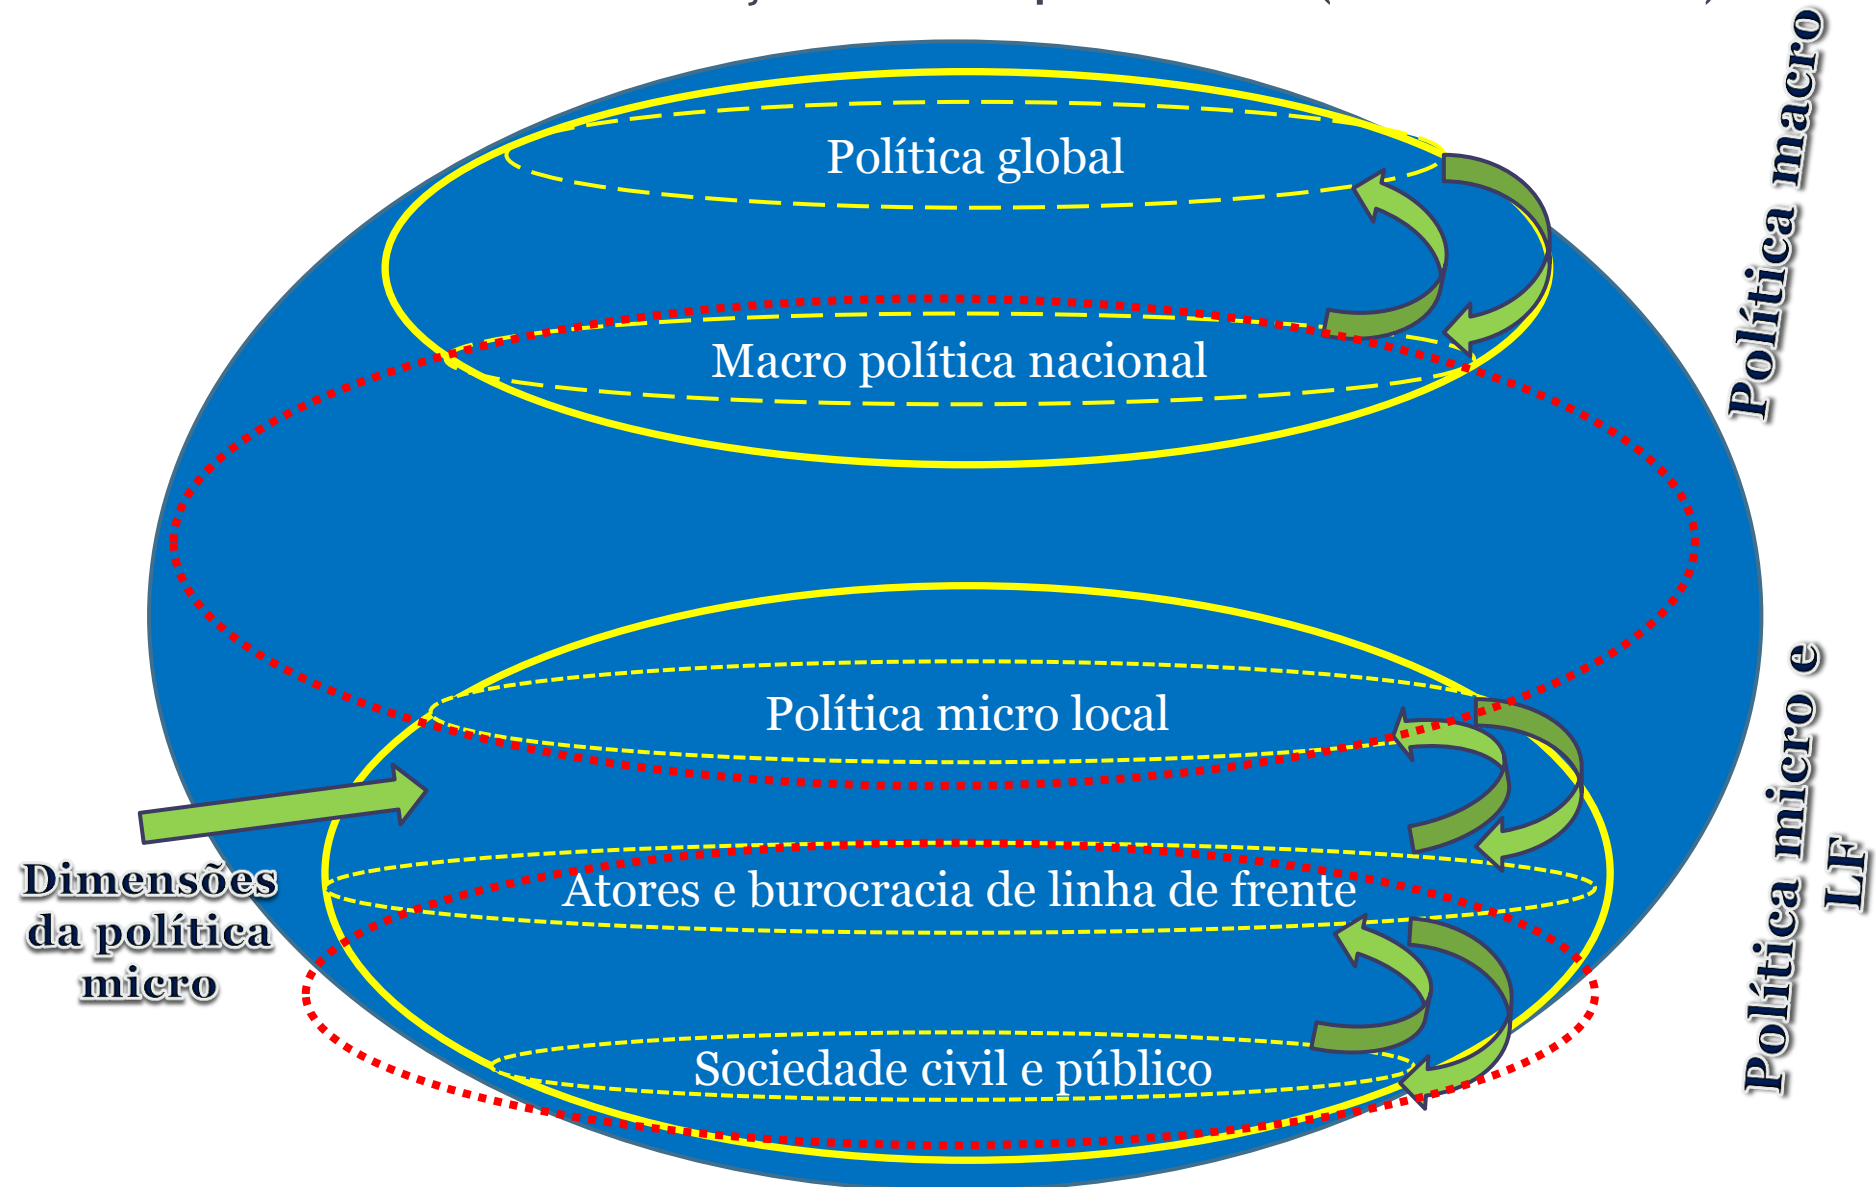 Política global
Política macro
Macro política nacional
Política micro local
Política micro e
LF
Atores e burocracia de linha de frente
Dimensões
da política
micro
Sociedade civil e público